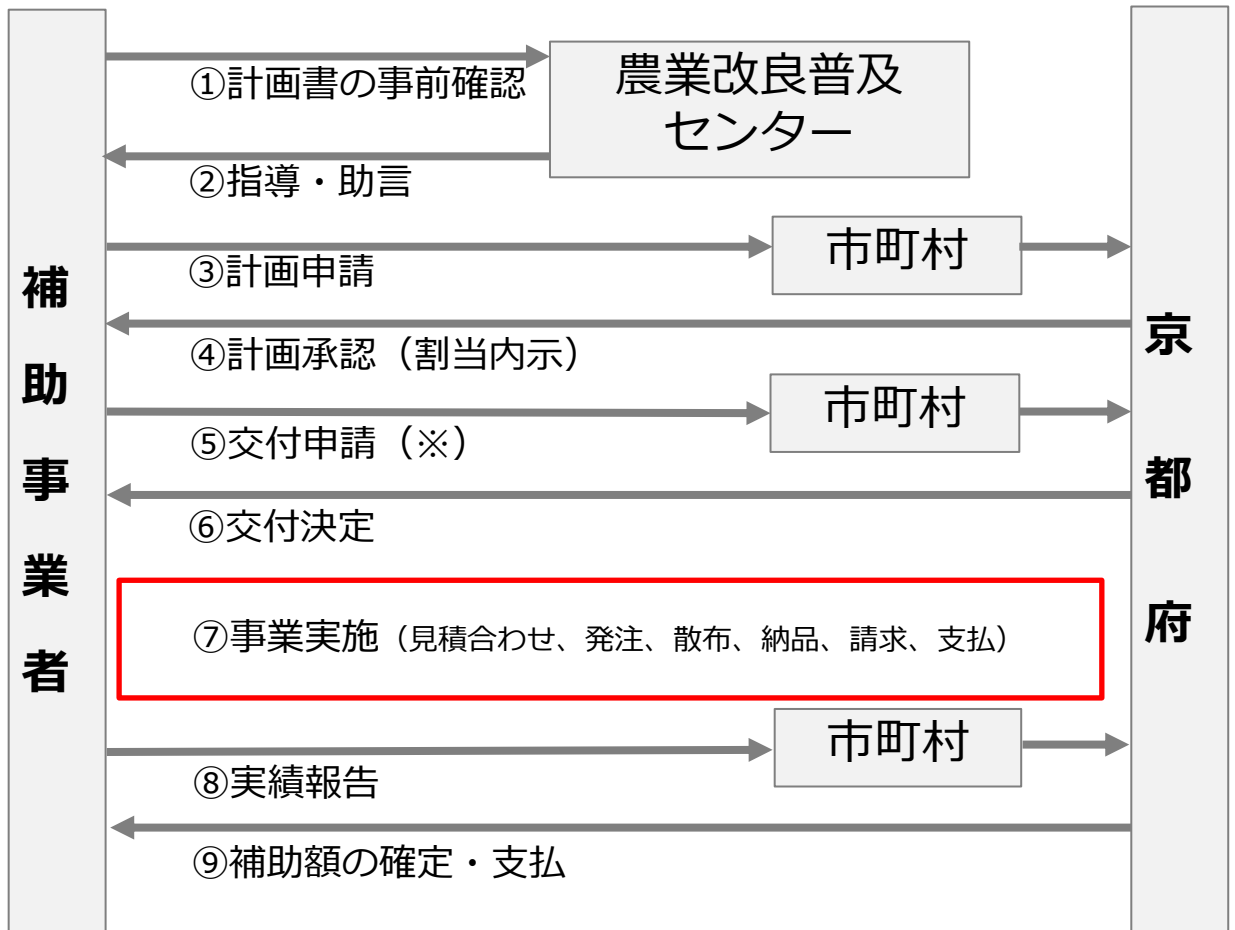 補助事業者
京都府
①計画書の事前確認
農業改良普及
センター
②指導・助言
③計画申請
市町村
④計画承認（割当内示）
⑤交付申請（※）
市町村
⑥交付決定
⑦事業実施（見積合わせ、発注、散布、納品、請求、支払）
⑧実績報告
市町村
⑨補助額の確定・支払